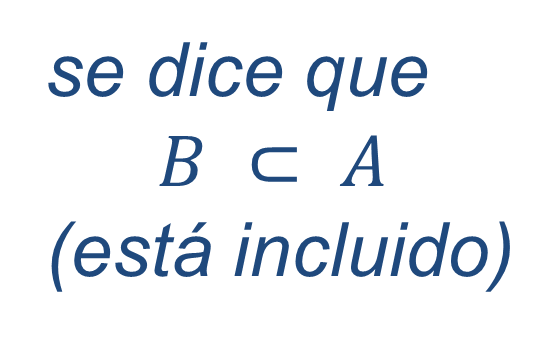 se dice que
B ⊂ A
(está incluido)